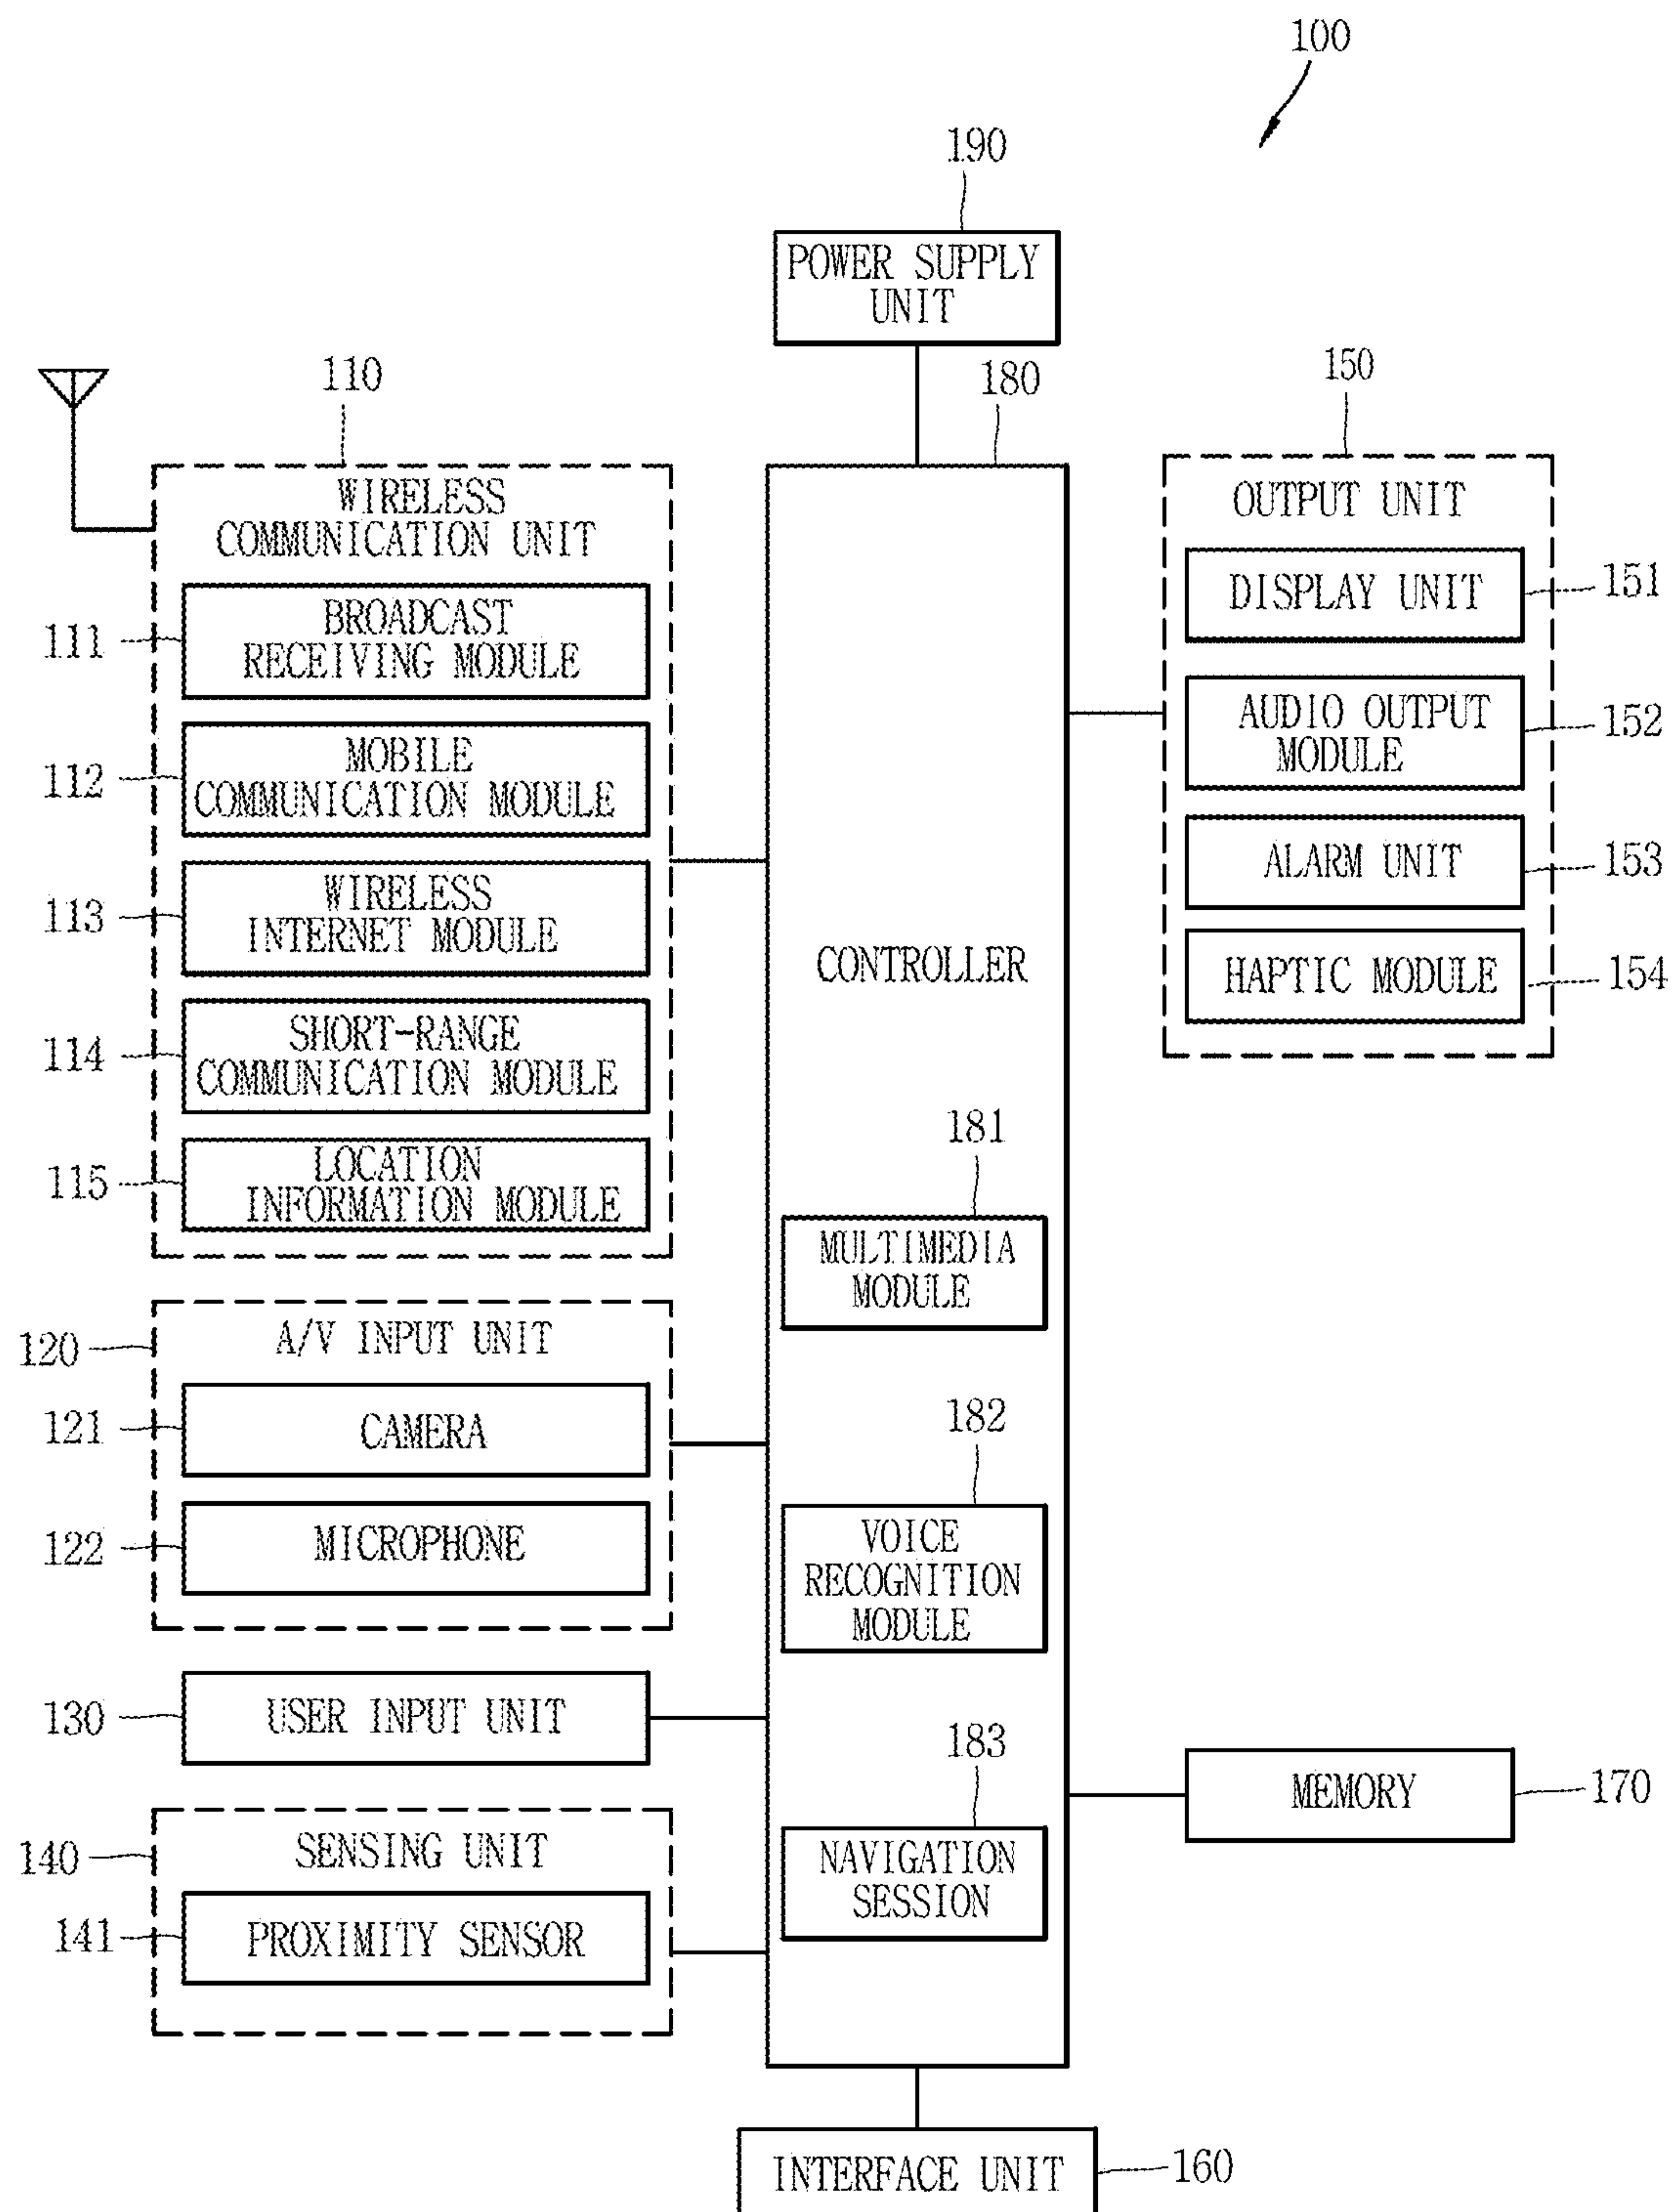 100
190
POWER SUPPLY
UNIT
110
180
150
WIRELESS
COMMUNICATION UNIT
111
BROADCAST
RECEIVING MODULE
112
MOBILE
COMMUNICATION MODULE
113
WIRELESS
INTERNET MODULE
114
SHORT-RANGE
COMMUNICATION MODULE
115
LOCATION
INFORMATION MODULE
120
A/V INPUT UNIT
121
CAMERA
122
MICROPHONE
130
USER INPUT UNIT
140
SENSING UNIT
141
PROXIMITY SENSOR
CONTROLLER
181
MULTIMEDIA
MODULE
182
VOICE
RECOGNITION
MODULE
183
NAVIGATION
SESSION
OUTPUT UNIT
DISPLAY UNIT
151
AUDIO OUTPUT
MODULE
152
ALARM UNIT
153
HAPTIC MODULE
154
MEMORY
170
INTERFACE UNIT
160